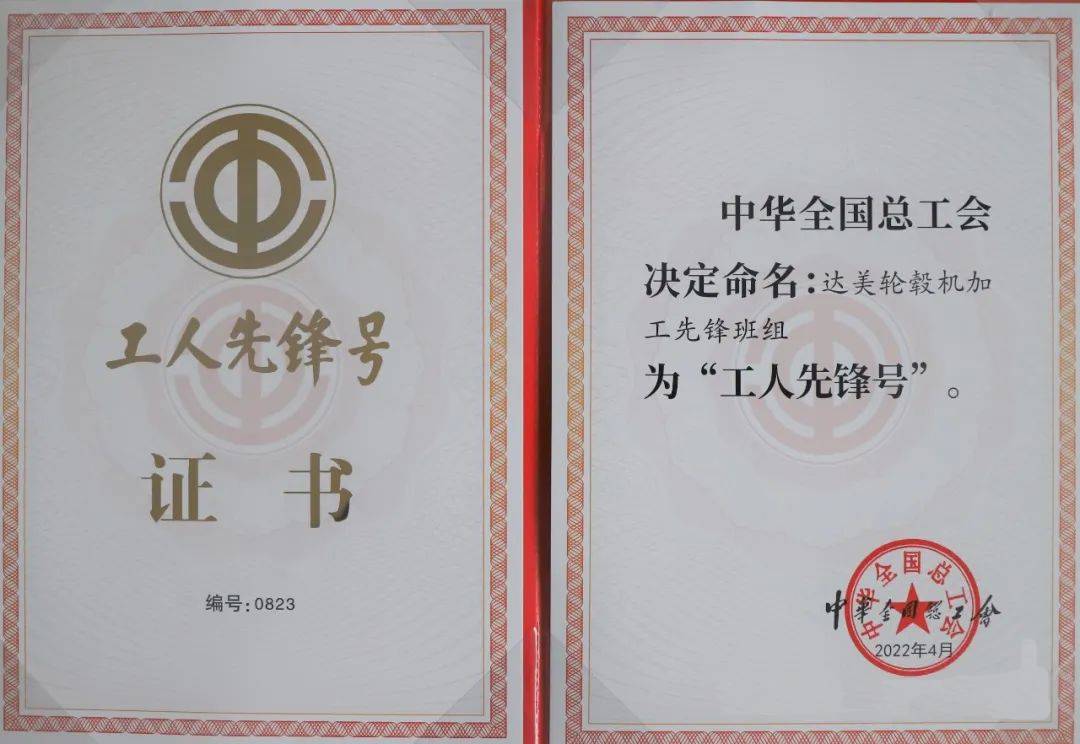 工人先锋号
证 书
编号:0823
中华全国总工会
决定命名:达美轮毂机加
工先锋班组
为“工人先锋号”。
中华全国总工会
中華全国总工會
2022年4月